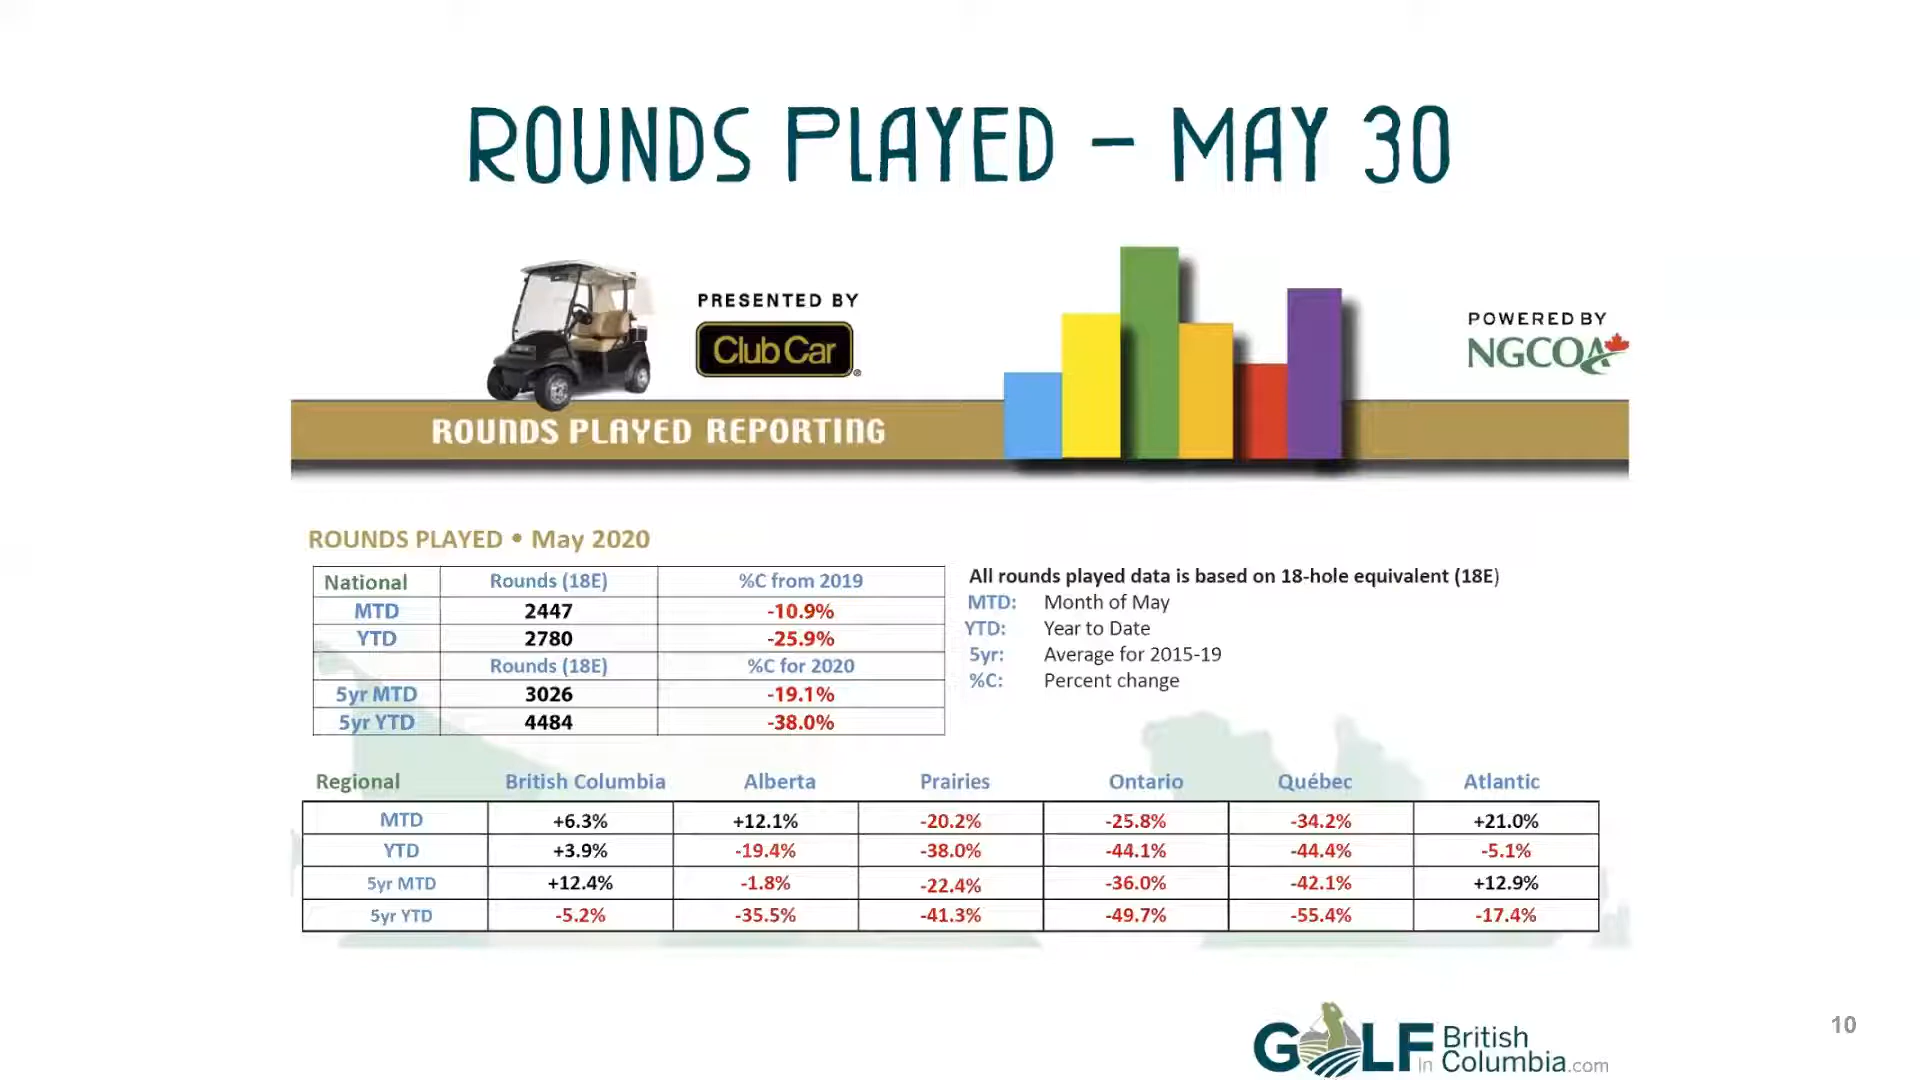 ROUNDS PLAYED – MAY 30
PRESENTED BY
Club Car
POWERED BY
NGCOA
ROUNDS PLAYED REPORTING
ROUNDS PLAYED • May 2020
National Rounds (18E) %C from 2019
MTD 2447 -10.9%
YTD 2780 -25.9%
Rounds (18E) %C for 2020
5yr MTD 3026 -19.1%
5yr YTD 4484 -38.0%
All rounds played data is based on 18-hole equivalent (18E)
MTD: Month of May
YTD: Year to Date
5yr: Average for 2015-19
%C: Percent change
Regional British Columbia Alberta Prairies Ontario Québec Atlantic
MTD +6.3% +12.1% -20.2% -25.8% -34.2% +21.0%
YTD +3.9% -19.4% -38.0% -44.1% -44.4% -5.1%
5yr MTD +12.4% -1.8% -22.4% -36.0% -42.1% +12.9%
5yr YTD -5.2% -35.5% -41.3% -49.7% -55.4% -17.4%
GOLF In British Columbia.com
10